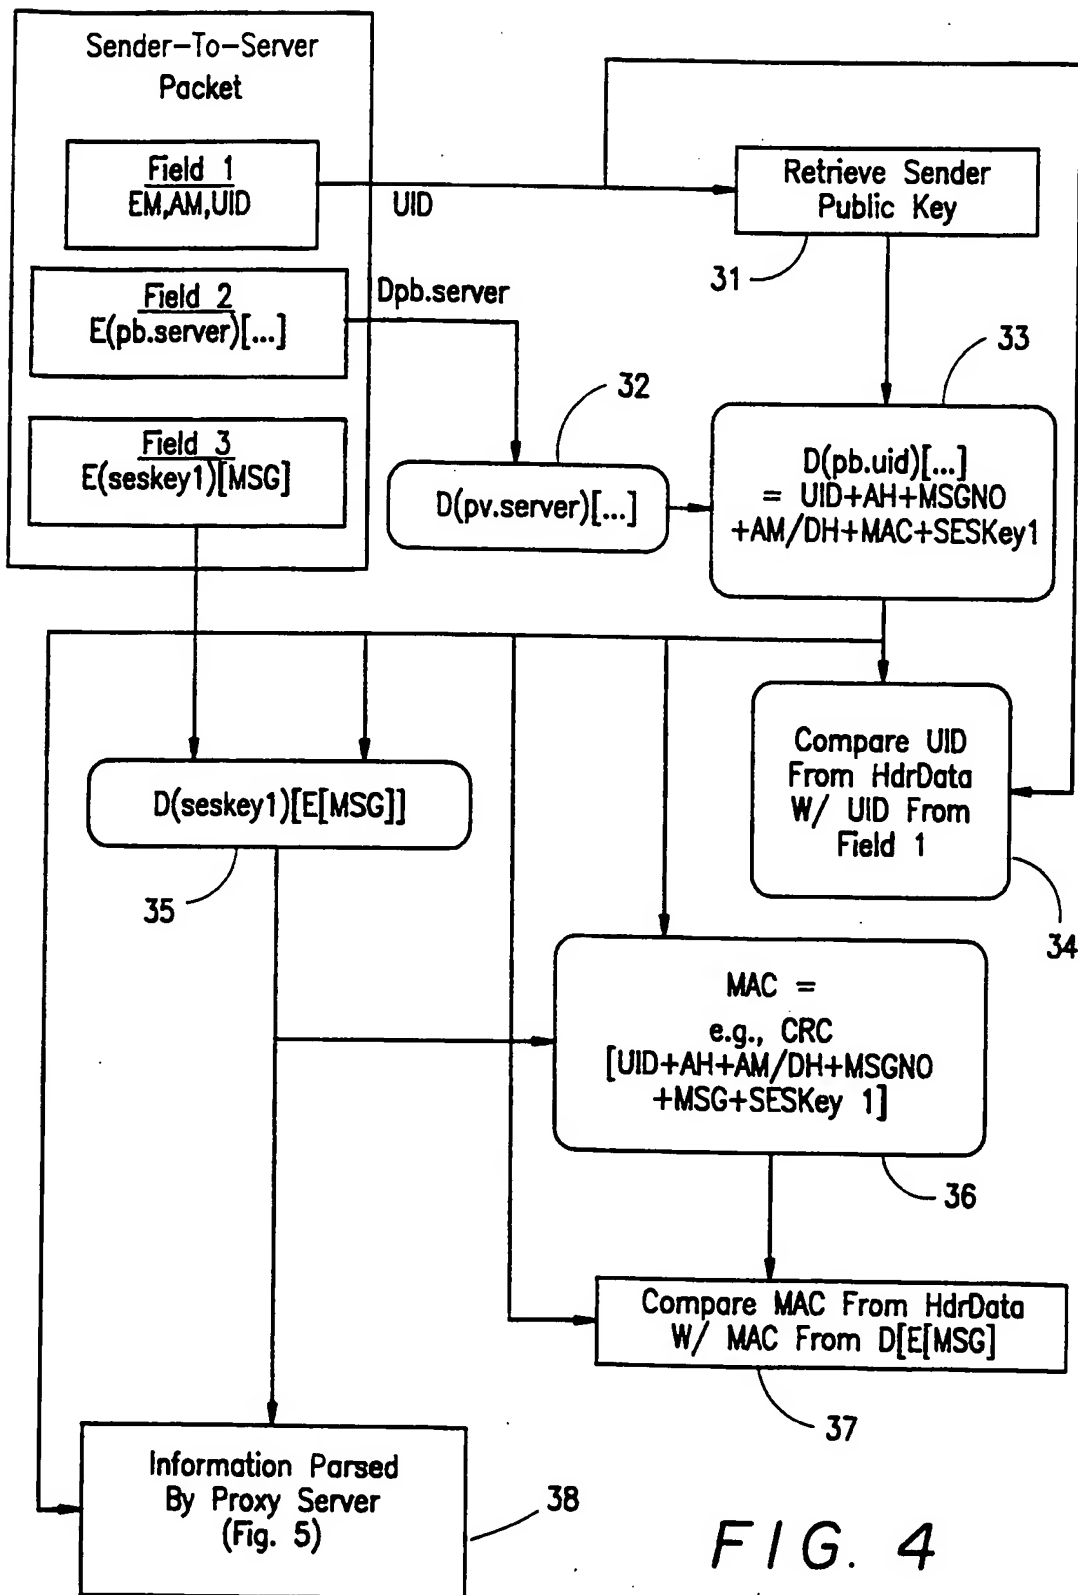 Sender-To-Server
Packet
Field 1
EM,AM,UID
UID
Retrieve Sender
Public Key
31
Field 2
E(pb.server)[...]
Dpb.server
33
32
Field 3
E(seskey1)[MSG]
D(pv.server)[...]
D(pb.uid)[...]
= UID+AH+MSGNO
+AM/DH+MAC+SESKey1
Compare UID
From HdrData
W/ UID From
Field 1
34
D(seskey1)[E[MSG]]
35
MAC =
e.g., CRC
[UID+AH+AM/DH+MSGNO
+MSG+SESKey 1]
36
Compare MAC From HdrData
W/ MAC From D[E[MSG]
37
Information Parsed
By Proxy Server
(Fig. 5)
38
FIG. 4